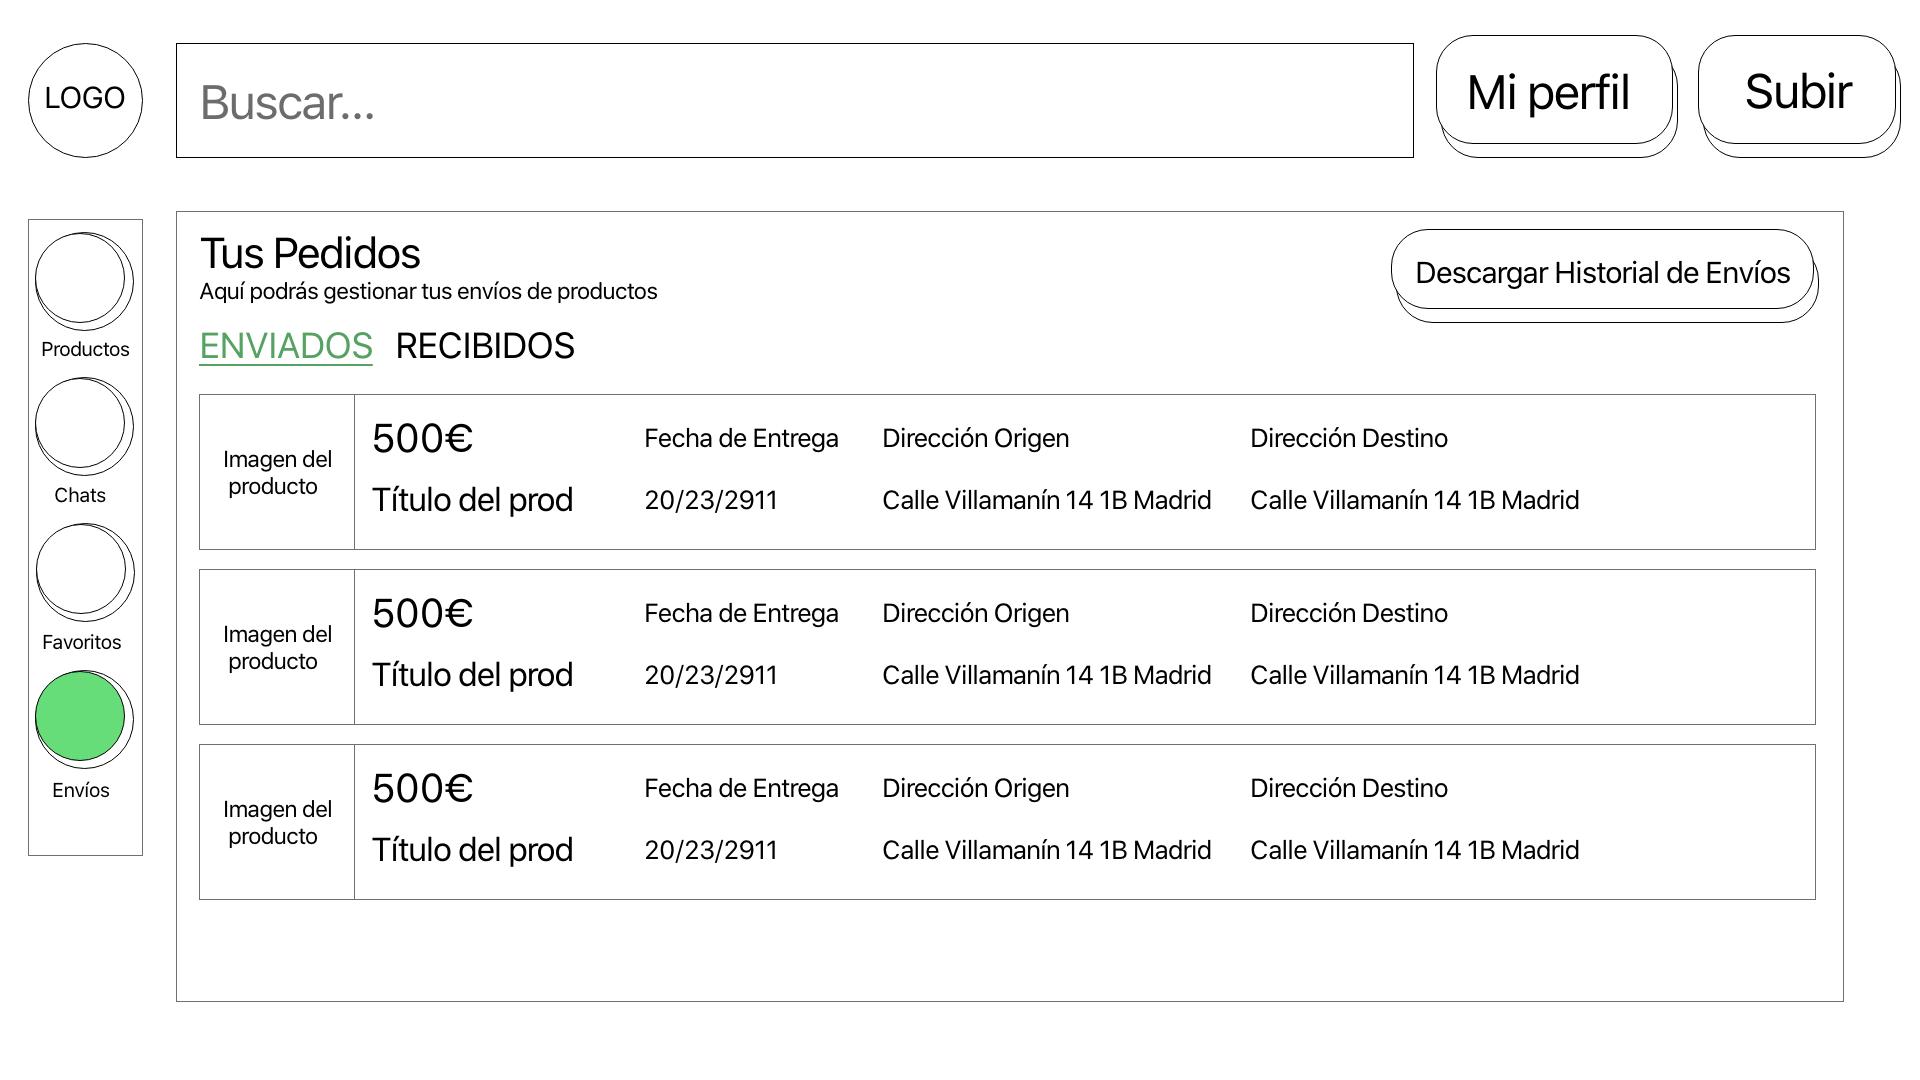 LOGO
Buscar...
Mi perfil
Subir
Productos
Chats
Favoritos
Envíos
Tus Pedidos
Aquí podrás gestionar tus envíos de productos
Descargar Historial de Envíos
ENVIADOS RECIBIDOS
Imagen del
producto
500€ Fecha de Entrega Dirección Origen Dirección Destino
Título del prod 20/23/2911 Calle Villamanín 14 1B Madrid Calle Villamanín 14 1B Madrid
Imagen del
producto
500€ Fecha de Entrega Dirección Origen Dirección Destino
Título del prod 20/23/2911 Calle Villamanín 14 1B Madrid Calle Villamanín 14 1B Madrid
Imagen del
producto
500€ Fecha de Entrega Dirección Origen Dirección Destino
Título del prod 20/23/2911 Calle Villamanín 14 1B Madrid Calle Villamanín 14 1B Madrid